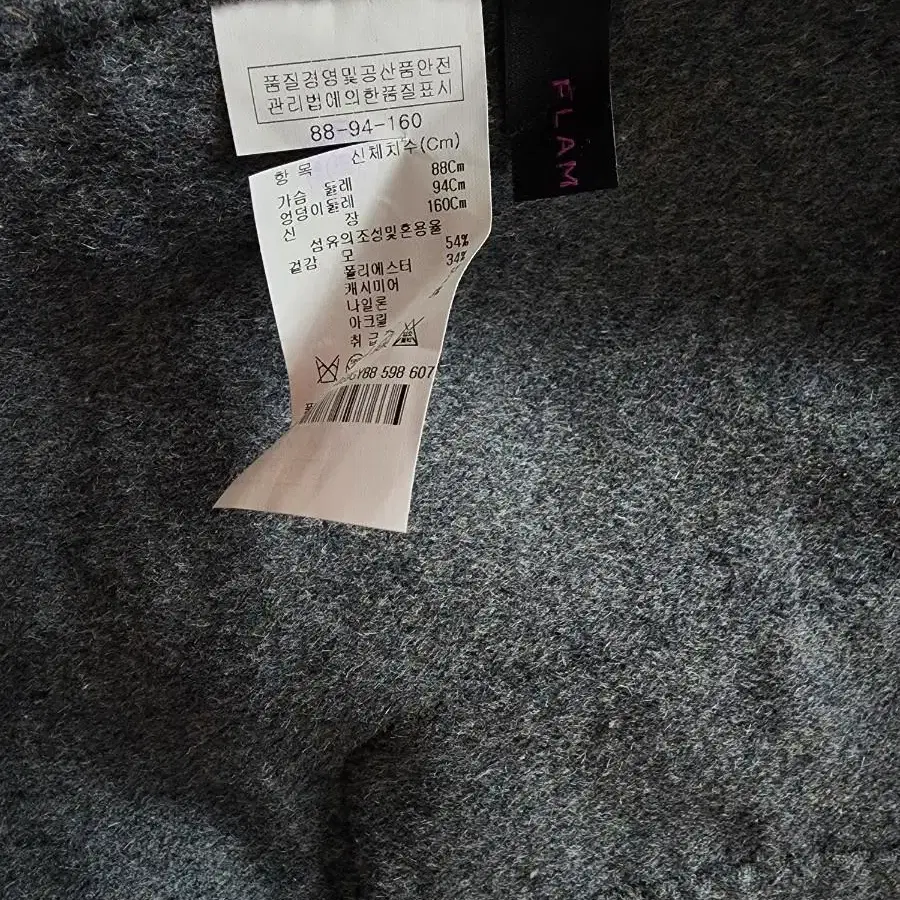 품질경영및공산품안전
관리법에의한품질표시
88-94-160
항 목 신체치수(Cm)
가슴 둘레 88Cm
엉덩이둘레 94Cm
신 장 160Cm
섬유의조성및혼용율
겉감 모 54%
폴리에스터 34%
캐시미어
나일론
아크릴
취 급
GY88 598 607
FLAM